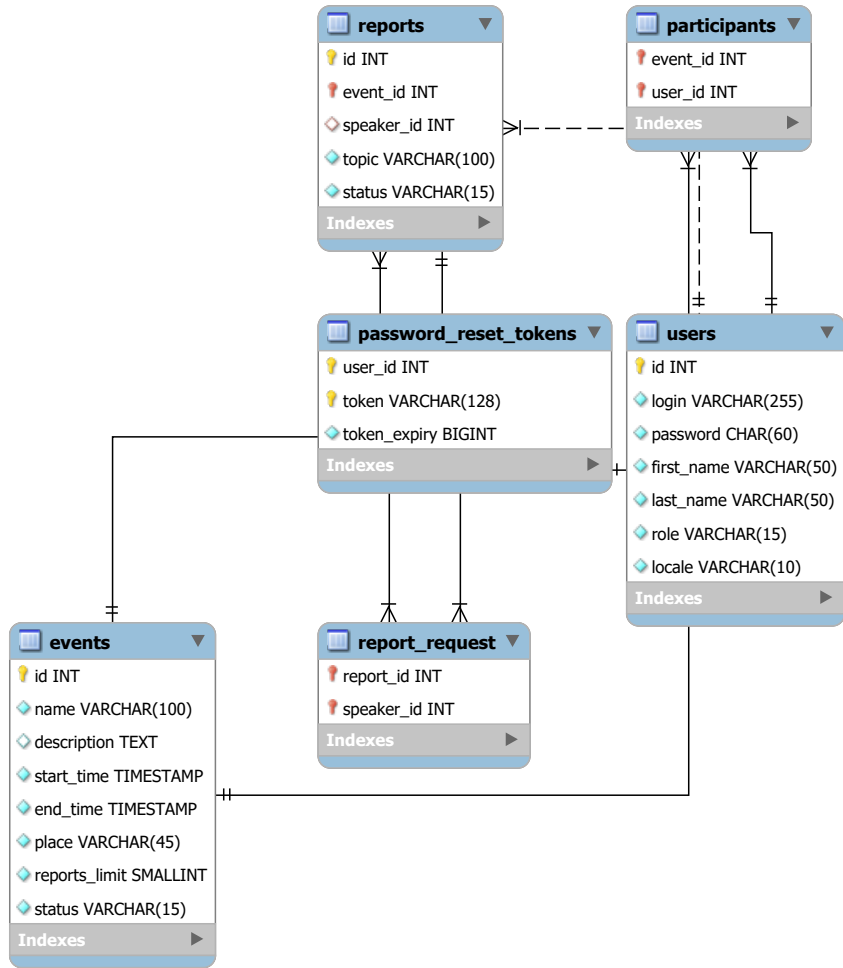 reports
id INT
event_id INT
speaker_id INT
topic VARCHAR(100)
status VARCHAR(15)
Indexes
participants
event_id INT
user_id INT
Indexes
password_reset_tokens
user_id INT
token VARCHAR(128)
token_expiry BIGINT
Indexes
users
id INT
login VARCHAR(255)
password CHAR(60)
first_name VARCHAR(50)
last_name VARCHAR(50)
role VARCHAR(15)
locale VARCHAR(10)
Indexes
events
id INT
name VARCHAR(100)
description TEXT
start_time TIMESTAMP
end_time TIMESTAMP
place VARCHAR(45)
reports_limit SMALLINT
status VARCHAR(15)
Indexes
report_request
report_id INT
speaker_id INT
Indexes